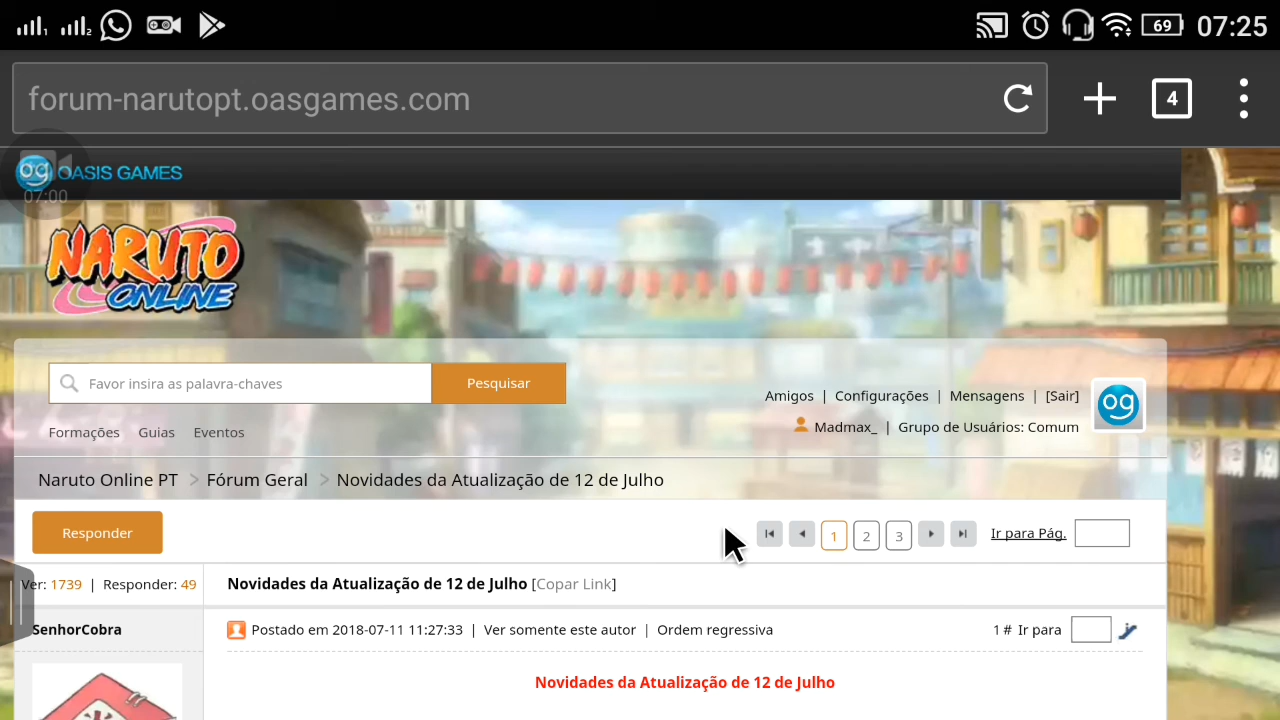 1 2 69 07:25
forum-narutopt.oasgames.com 4
og OASIS GAMES
07:00
NARUTO
ONLINE
Favor insira as palavra-chaves Pesquisar
Amigos | Configurações | Mensagens | [Sair] og
Madmax_ | Grupo de Usuários: Comum
Formações Guias Eventos
Naruto Online PT > Fórum Geral > Novidades da Atualização de 12 de Julho
Responder 1 2 3 Ir para Pág.
Ver: 1739 | Responder: 49 Novidades da Atualização de 12 de Julho [Copar Link]
SenhorCobra Postado em 2018-07-11 11:27:33 | Ver somente este autor | Ordem regressiva 1# Ir para
Novidades da Atualização de 12 de Julho